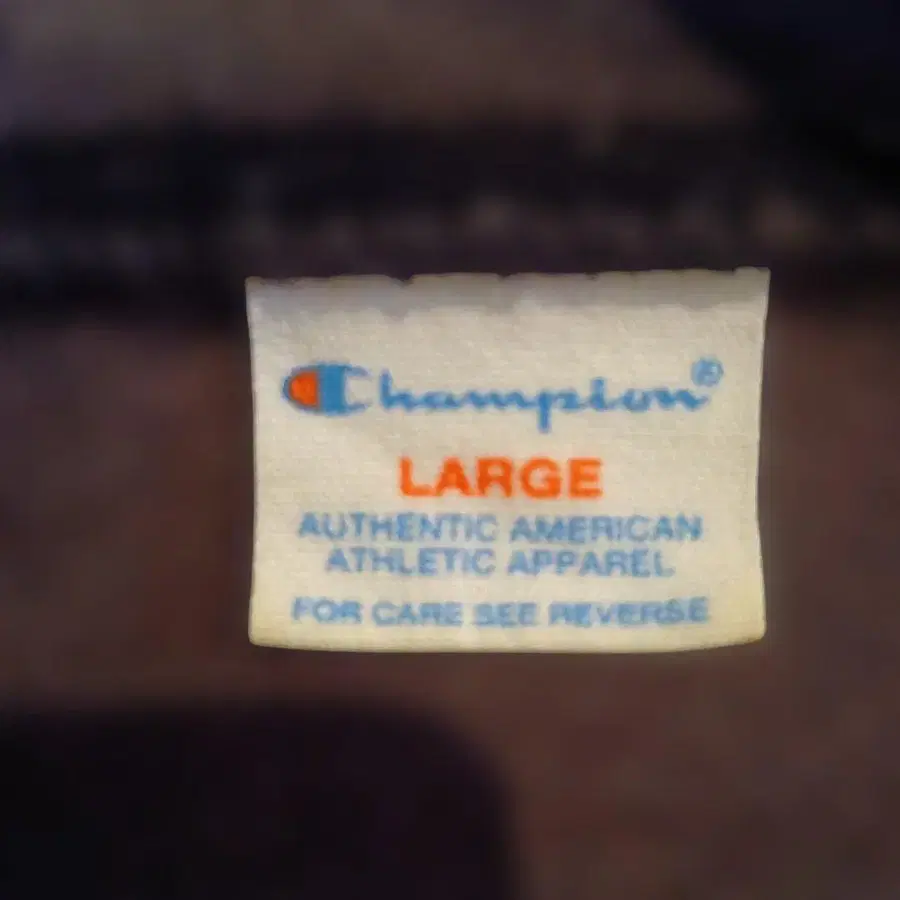 Champion®
LARGE
AUTHENTIC AMERICAN
ATHLETIC APPAREL
FOR CARE SEE REVERSE